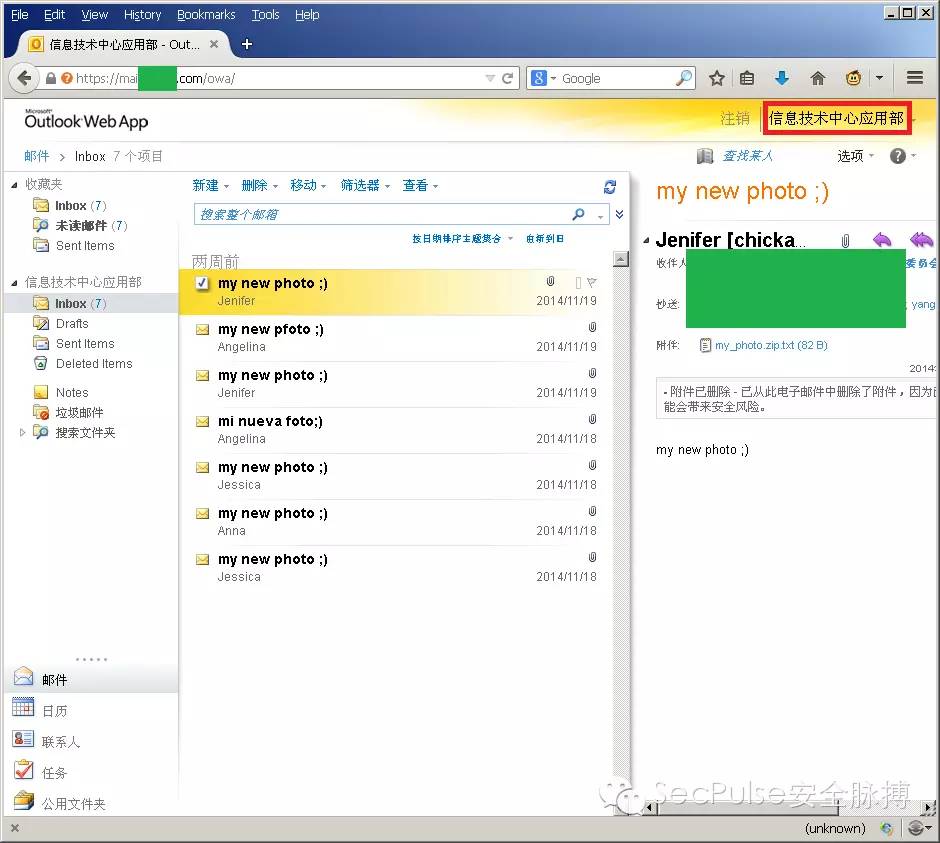 File Edit View History Bookmarks Tools Help
信息技术中心应用部 - Out...
https://mai .com/owa/
Google
Microsoft®
Outlook Web App
注销
信息技术中心应用部
邮件 > Inbox 7 个项目
查找某人
选项
收藏夹
Inbox (7)
未读邮件 (7)
Sent Items
信息技术中心应用部
Inbox (7)
Drafts
Sent Items
Deleted Items
Notes
垃圾邮件
搜索文件夹
邮件
日历
联系人
任务
公用文件夹
新建 删除 移动 筛选器 查看
搜索整个邮箱
按日期排序主题集合 由新到旧
两周前
my new photo ;)
Jenifer 2014/11/19
my new pfoto ;)
Angelina 2014/11/19
my new photo ;)
Jenifer 2014/11/19
mi nueva foto;)
Angelina 2014/11/18
my new photo ;)
Jessica 2014/11/18
my new photo ;)
Anna 2014/11/18
my new photo ;)
Jessica 2014/11/18
my new photo ;)
Jenifer [chicka...
收件人 委员会
抄送: ; yang
附件: my_photo.zip.txt (82 B)
2014
- 附件已删除 - 已从此电子邮件中删除了附件，因为
能会带来安全风险。
my new photo ;)
SecPulse安全脉搏
(unknown)